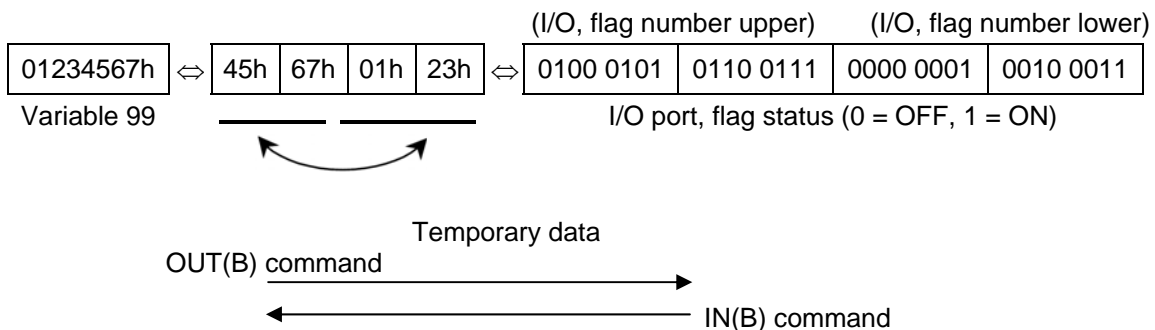 (I/O, flag number upper) (I/O, flag number lower)
01234567h ⇔ 45h 67h 01h 23h ⇔ 0100 0101 0110 0111 0000 0001 0010 0011
Variable 99 I/O port, flag status (0 = OFF, 1 = ON)
Temporary data
OUT(B) command
IN(B) command